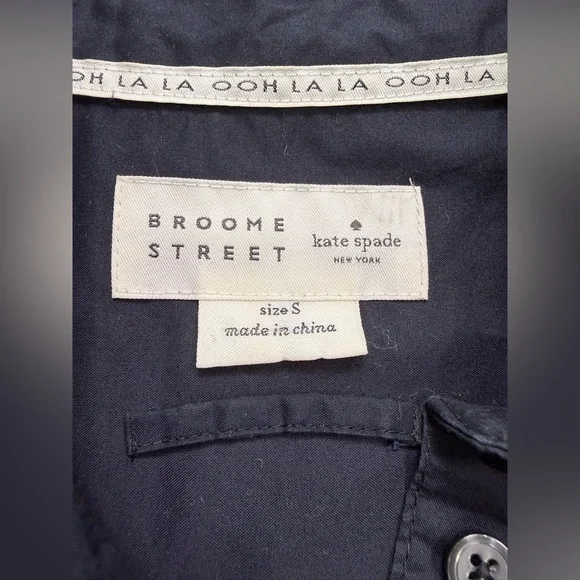 OOH LA LA OOH LA LA OOH LA
BROOME
STREET
kate spade
NEW YORK
size S
made in china